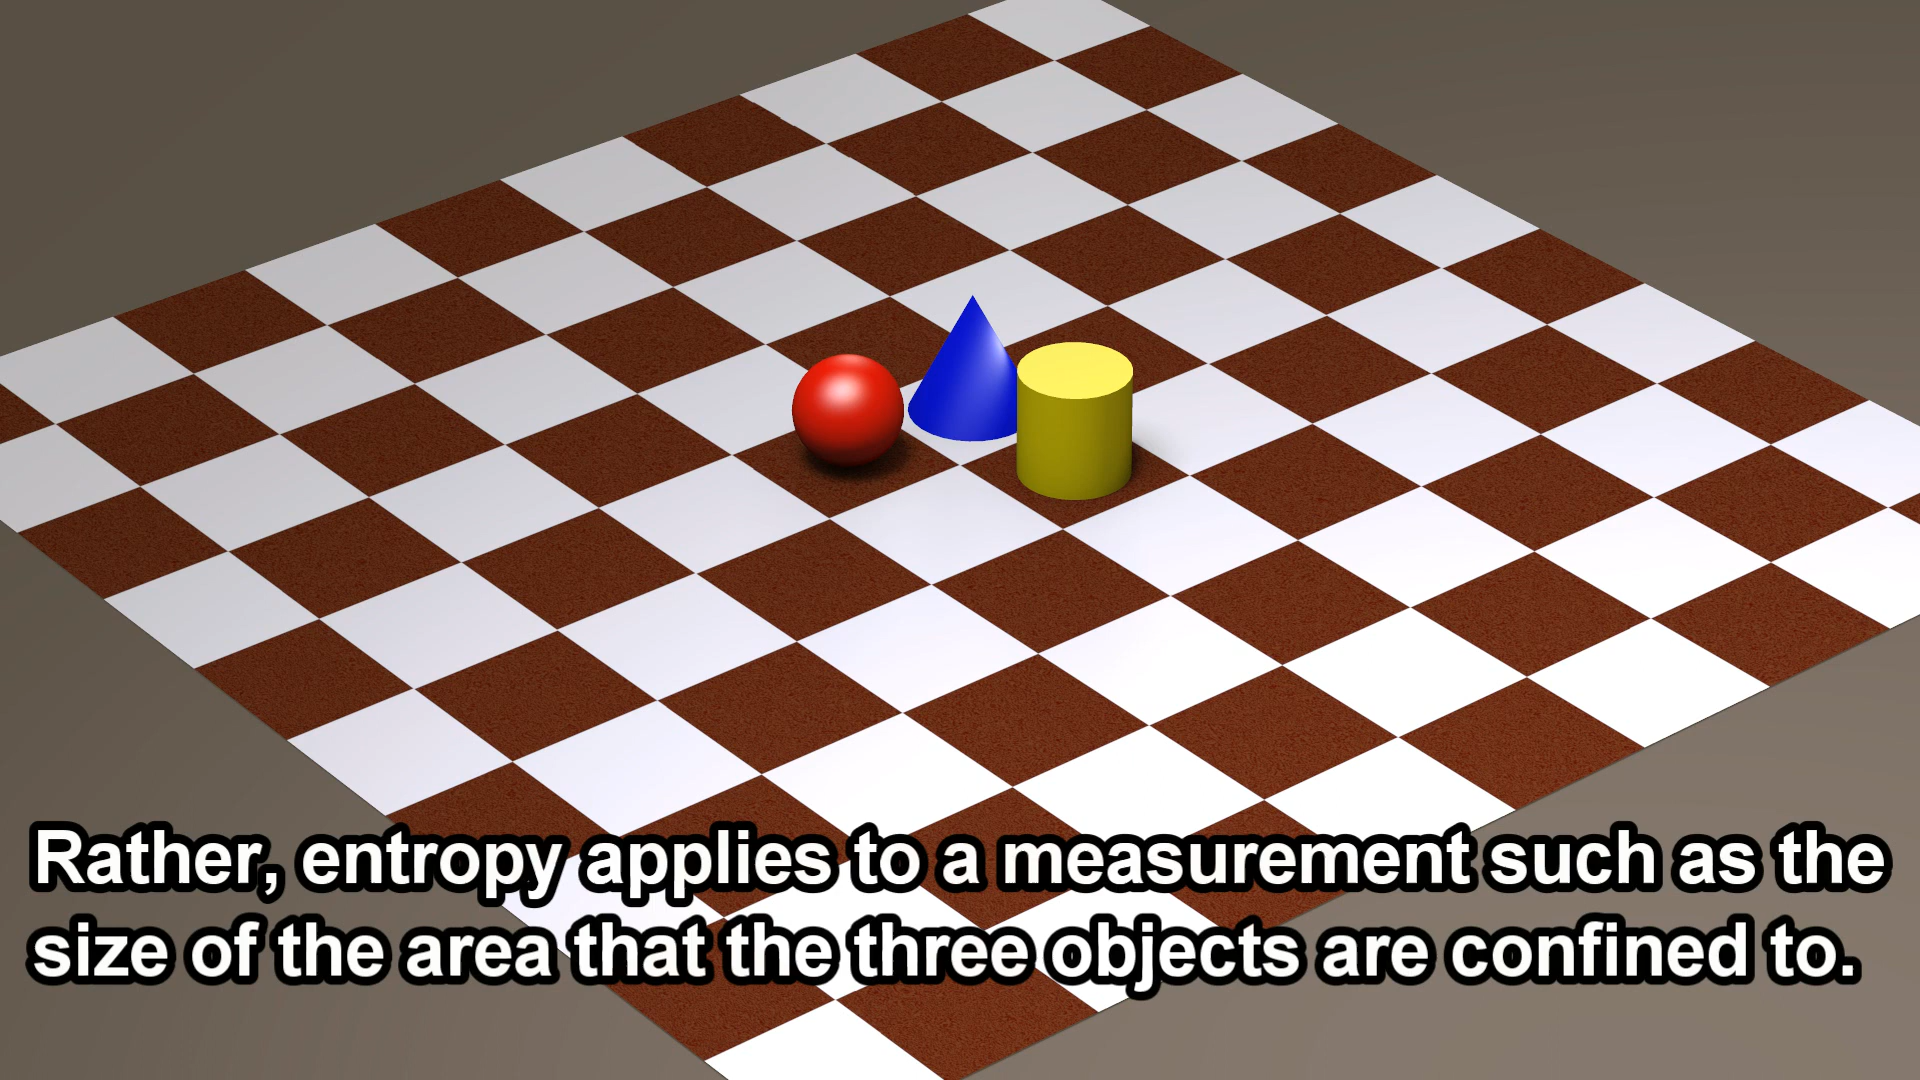 Rather, entropy applies to a measurement such as the
size of the area that the three objects are confined to.